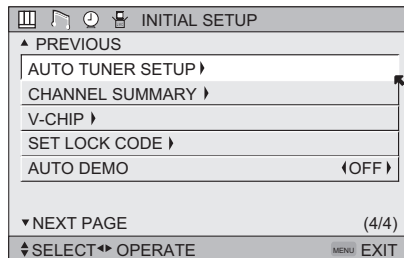 INITIAL SETUP
PREVIOUS
AUTO TUNER SETUP
CHANNEL SUMMARY
V-CHIP
SET LOCK CODE
AUTO DEMO OFF
NEXT PAGE (4/4)
SELECT OPERATE MENU EXIT